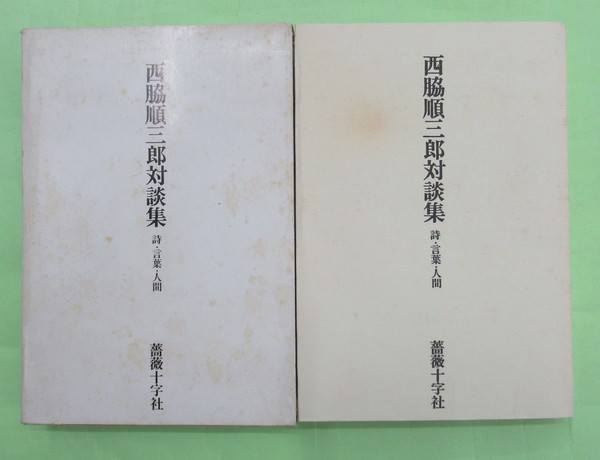 西脇順三郎対談集
詩・言葉・人間
薔薇十字社
西脇順三郎対談集
詩・言葉・人間
薔薇十字社